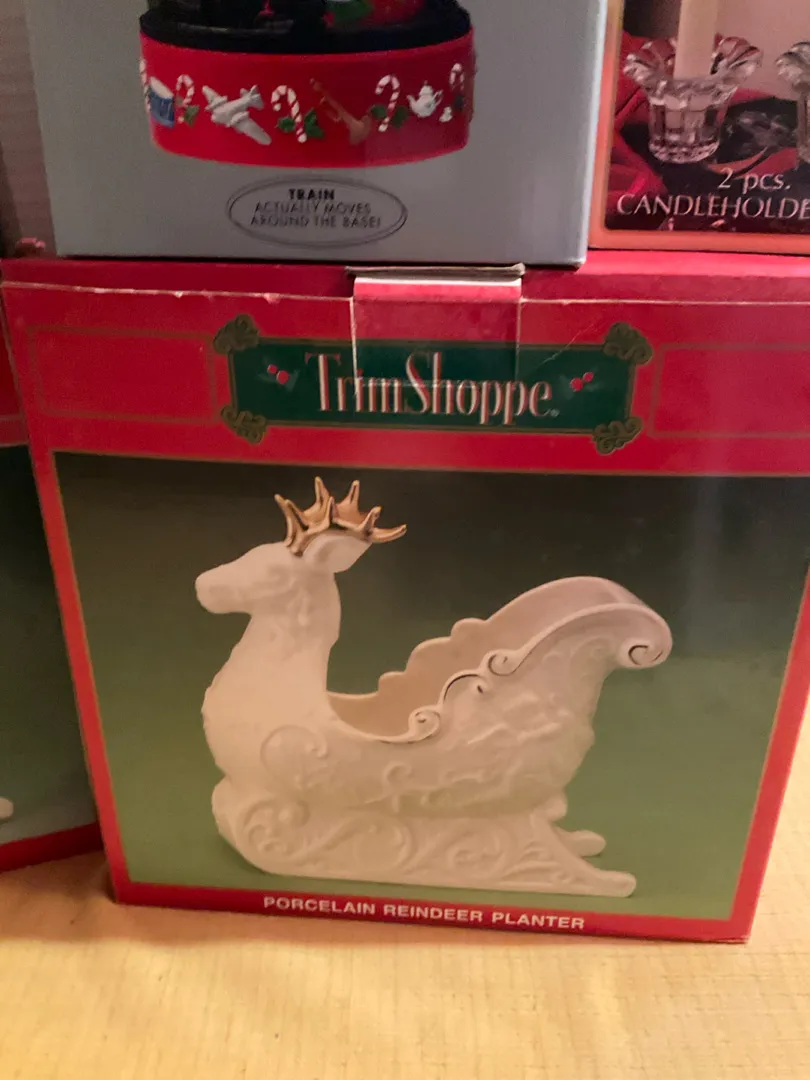 TRAIN
ACTUALLY MOVES
AROUND THE BASE!
2 pcs.
CANDLEHOLDE
TrimShoppe®
PORCELAIN REINDEER PLANTER